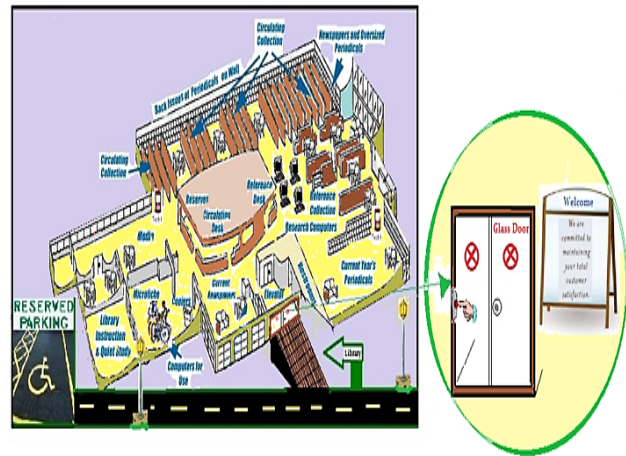 Circulating
Collection
Newspapers and Oversized
Periodicals
Back Issues of Periodicals on Wall
Circulating
Collection
Reserves
Circulation
Desk
Reference
Desk
Reference
Collection
Research Computers
Media
Microfiche
Copiers
Current
Newspapers
Elevator
Restrooms
Current Year's
Periodicals
Library
Instruction
& Quiet Study
Computers for
Use
RESERVED
PARKING
Library
Glass Door
Welcome
We are
committed to
maintaining
your total
customer
satisfaction.